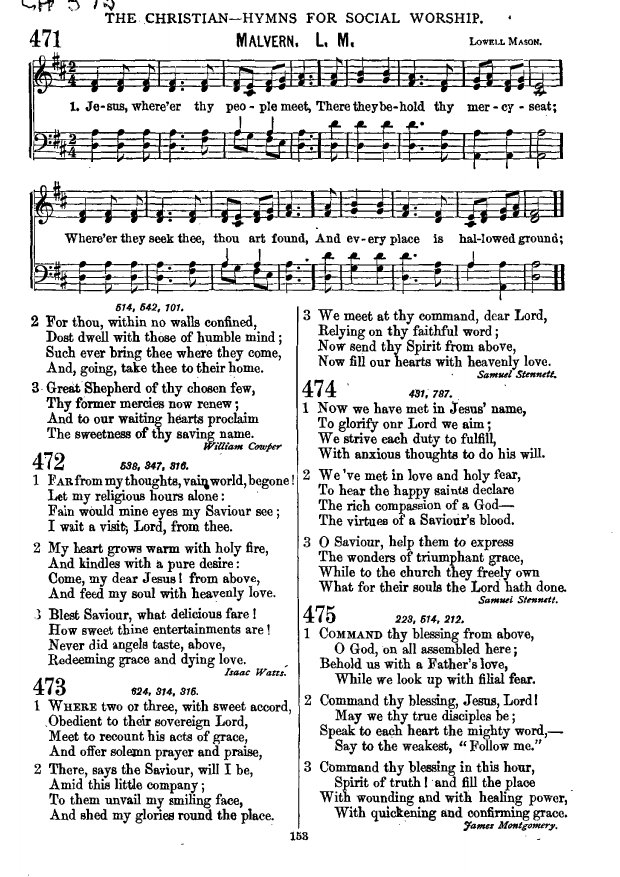 CH 575
THE CHRISTIAN—HYMNS FOR SOCIAL WORSHIP.
471 MALVERN. L. M. LOWELL MASON.
1. Je-sus, where'er thy peo - ple meet, There they be-hold thy mer - cy - seat;
Where'er they seek thee, thou art found, And ev-ery place is hal-lowed ground;
514, 542, 101.
2 For thou, within no walls confined,
Dost dwell with those of humble mind;
Such ever bring thee where they come,
And, going, take thee to their home.
3 Great Shepherd of thy chosen few,
Thy former mercies now renew;
And to our waiting hearts proclaim
The sweetness of thy saving name.
William Cowper
472 538, 347, 316.
1 FAR from my thoughts, vain world, begone!
Let my religious hours alone:
Fain would mine eyes my Saviour see;
I wait a visit, Lord, from thee.
2 My heart grows warm with holy fire,
And kindles with a pure desire:
Come, my dear Jesus! from above,
And feed my soul with heavenly love.
3 Blest Saviour, what delicious fare!
How sweet thine entertainments are!
Never did angels taste, above,
Redeeming grace and dying love.
Isaac Watts.
473 624, 314, 316.
1 WHERE two or three, with sweet accord,
Obedient to their sovereign Lord,
Meet to recount his acts of grace,
And offer solemn prayer and praise,
2 There, says the Saviour, will I be,
Amid this little company;
To them unvail my smiling face,
And shed my glories round the place.
3 We meet at thy command, dear Lord,
Relying on thy faithful word;
Now send thy Spirit from above,
Now fill our hearts with heavenly love.
Samuel Stennett.
474 431, 787.
1 Now we have met in Jesus' name,
To glorify onr Lord we aim;
We strive each duty to fulfill,
With anxious thoughts to do his will.
2 We've met in love and holy fear,
To hear the happy saints declare
The rich compassion of a God—
The virtues of a Saviour's blood.
3 O Saviour, help them to express
The wonders of triumphant grace,
While to the church they freely own
What for their souls the Lord hath done.
Samuel Stennett.
475 223, 514, 212.
1 COMMAND thy blessing from above,
O God, on all assembled here;
Behold us with a Father's love,
While we look up with filial fear.
2 Command thy blessing, Jesus, Lord!
May we thy true disciples be;
Speak to each heart the mighty word,—
Say to the weakest, "Follow me."
3 Command thy blessing in this hour,
Spirit of truth! and fill the place
With wounding and with healing power,
With quickening and confirming grace.
James Montgomery.
153